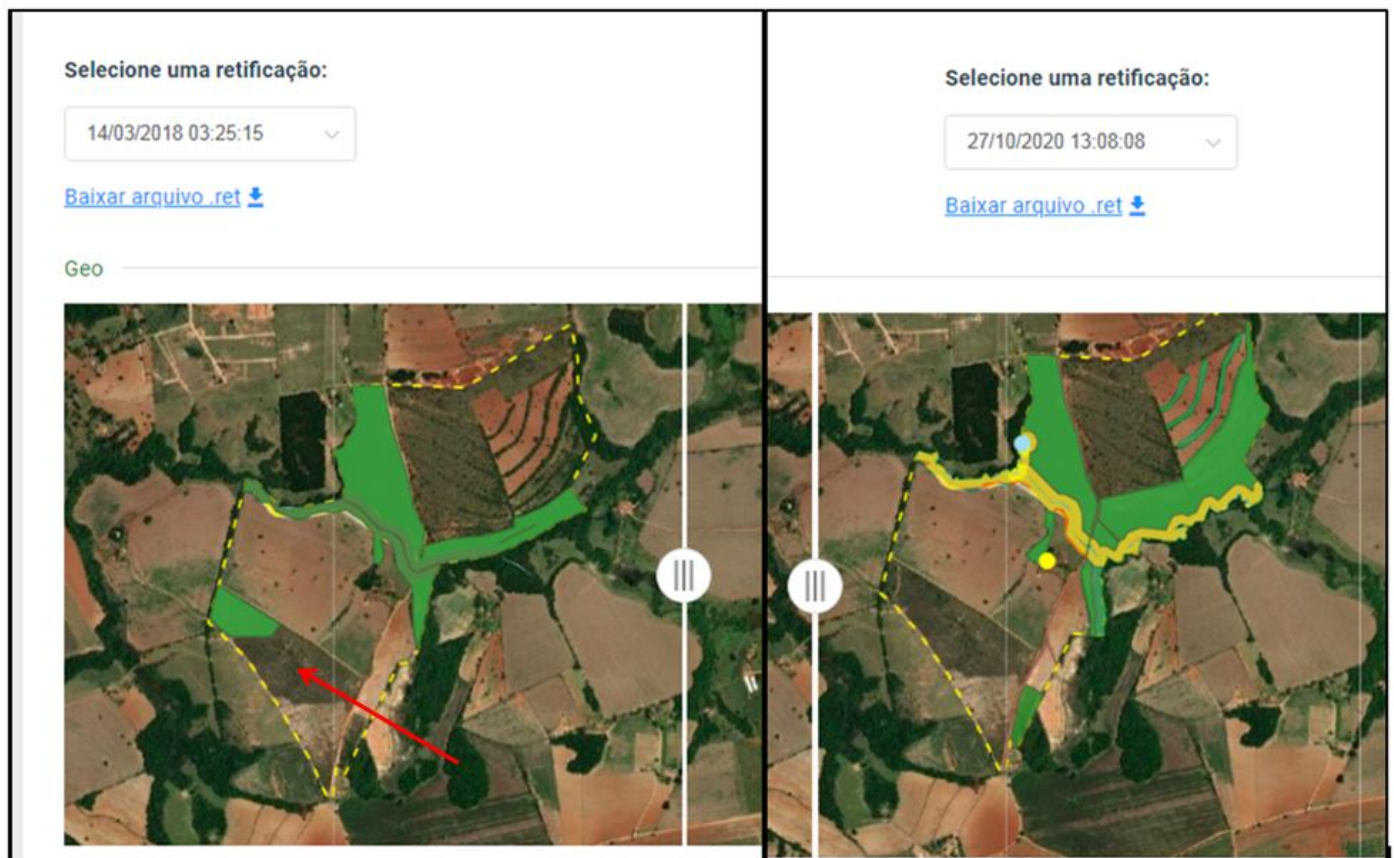 Selecione uma retificação:
14/03/2018 03:25:15
Baixar arquivo .ret
Geo
Selecione uma retificação:
27/10/2020 13:08:08
Baixar arquivo .ret